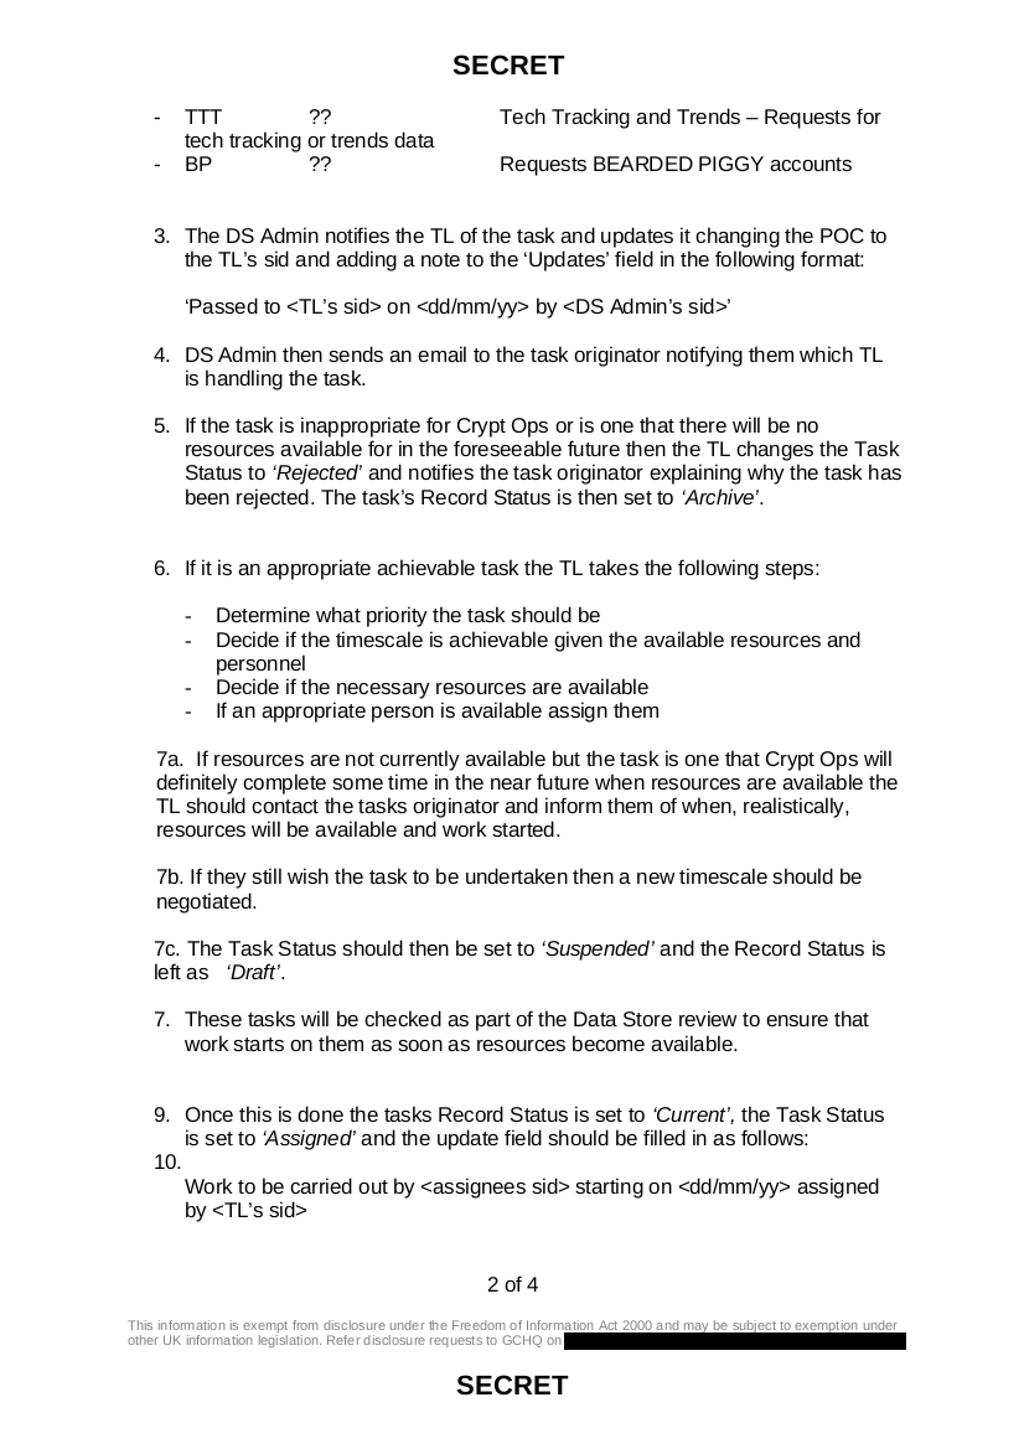 SECRET
- TTT ?? Tech Tracking and Trends – Requests for
tech tracking or trends data
- BP ?? Requests BEARDED PIGGY accounts
3. The DS Admin notifies the TL of the task and updates it changing the POC to
the TL’s sid and adding a note to the ‘Updates’ field in the following format:
‘Passed to <TL’s sid> on <dd/mm/yy> by <DS Admin’s sid>’
4. DS Admin then sends an email to the task originator notifying them which TL
is handling the task.
5. If the task is inappropriate for Crypt Ops or is one that there will be no
resources available for in the foreseeable future then the TL changes the Task
Status to ‘Rejected’ and notifies the task originator explaining why the task has
been rejected. The task’s Record Status is then set to ‘Archive’.
6. If it is an appropriate achievable task the TL takes the following steps:
- Determine what priority the task should be
- Decide if the timescale is achievable given the available resources and
personnel
- Decide if the necessary resources are available
- If an appropriate person is available assign them
7a. If resources are not currently available but the task is one that Crypt Ops will
definitely complete some time in the near future when resources are available the
TL should contact the tasks originator and inform them of when, realistically,
resources will be available and work started.
7b. If they still wish the task to be undertaken then a new timescale should be
negotiated.
7c. The Task Status should then be set to ‘Suspended’ and the Record Status is
left as ‘Draft’.
7. These tasks will be checked as part of the Data Store review to ensure that
work starts on them as soon as resources become available.
9. Once this is done the tasks Record Status is set to ‘Current’, the Task Status
is set to ‘Assigned’ and the update field should be filled in as follows:
10.
Work to be carried out by <assignees sid> starting on <dd/mm/yy> assigned
by <TL’s sid>
2 of 4
This information is exempt from disclosure under the Freedom of Information Act 2000 and may be subject to exemption under
other UK information legislation. Refer disclosure requests to GCHQ on
SECRET